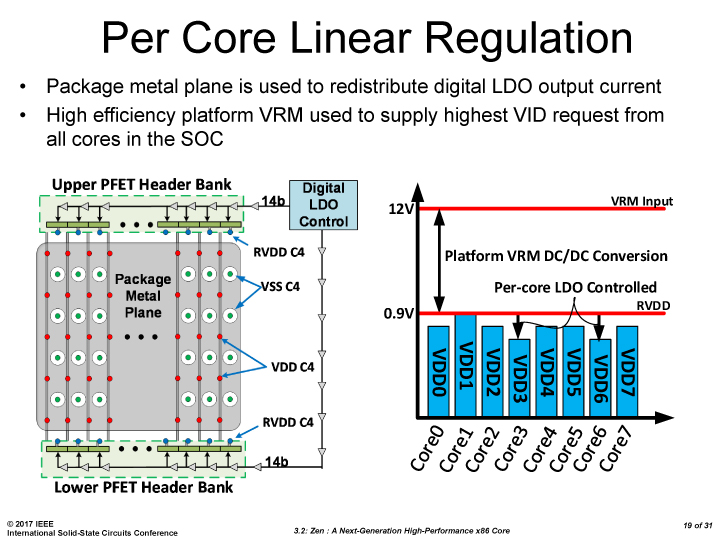 Per Core Linear Regulation
• Package metal plane is used to redistribute digital LDO output current
• High efficiency platform VRM used to supply highest VID request from
all cores in the SOC
Upper PFET Header Bank
14b
Digital
LDO
Control
RVDD C4
VSS C4
Package
Metal
Plane
VDD C4
RVDD C4
14b
Lower PFET Header Bank
12V
VRM Input
Platform VRM DC/DC Conversion
Per-core LDO Controlled
0.9V
RVDD
VDD0
VDD1
VDD2
VDD3
VDD4
VDD5
VDD6
VDD7
Core0
Core1
Core2
Core3
Core4
Core5
Core6
Core7
© 2017 IEEE
International Solid-State Circuits Conference
3.2: Zen : A Next-Generation High-Performance x86 Core
19 of 31